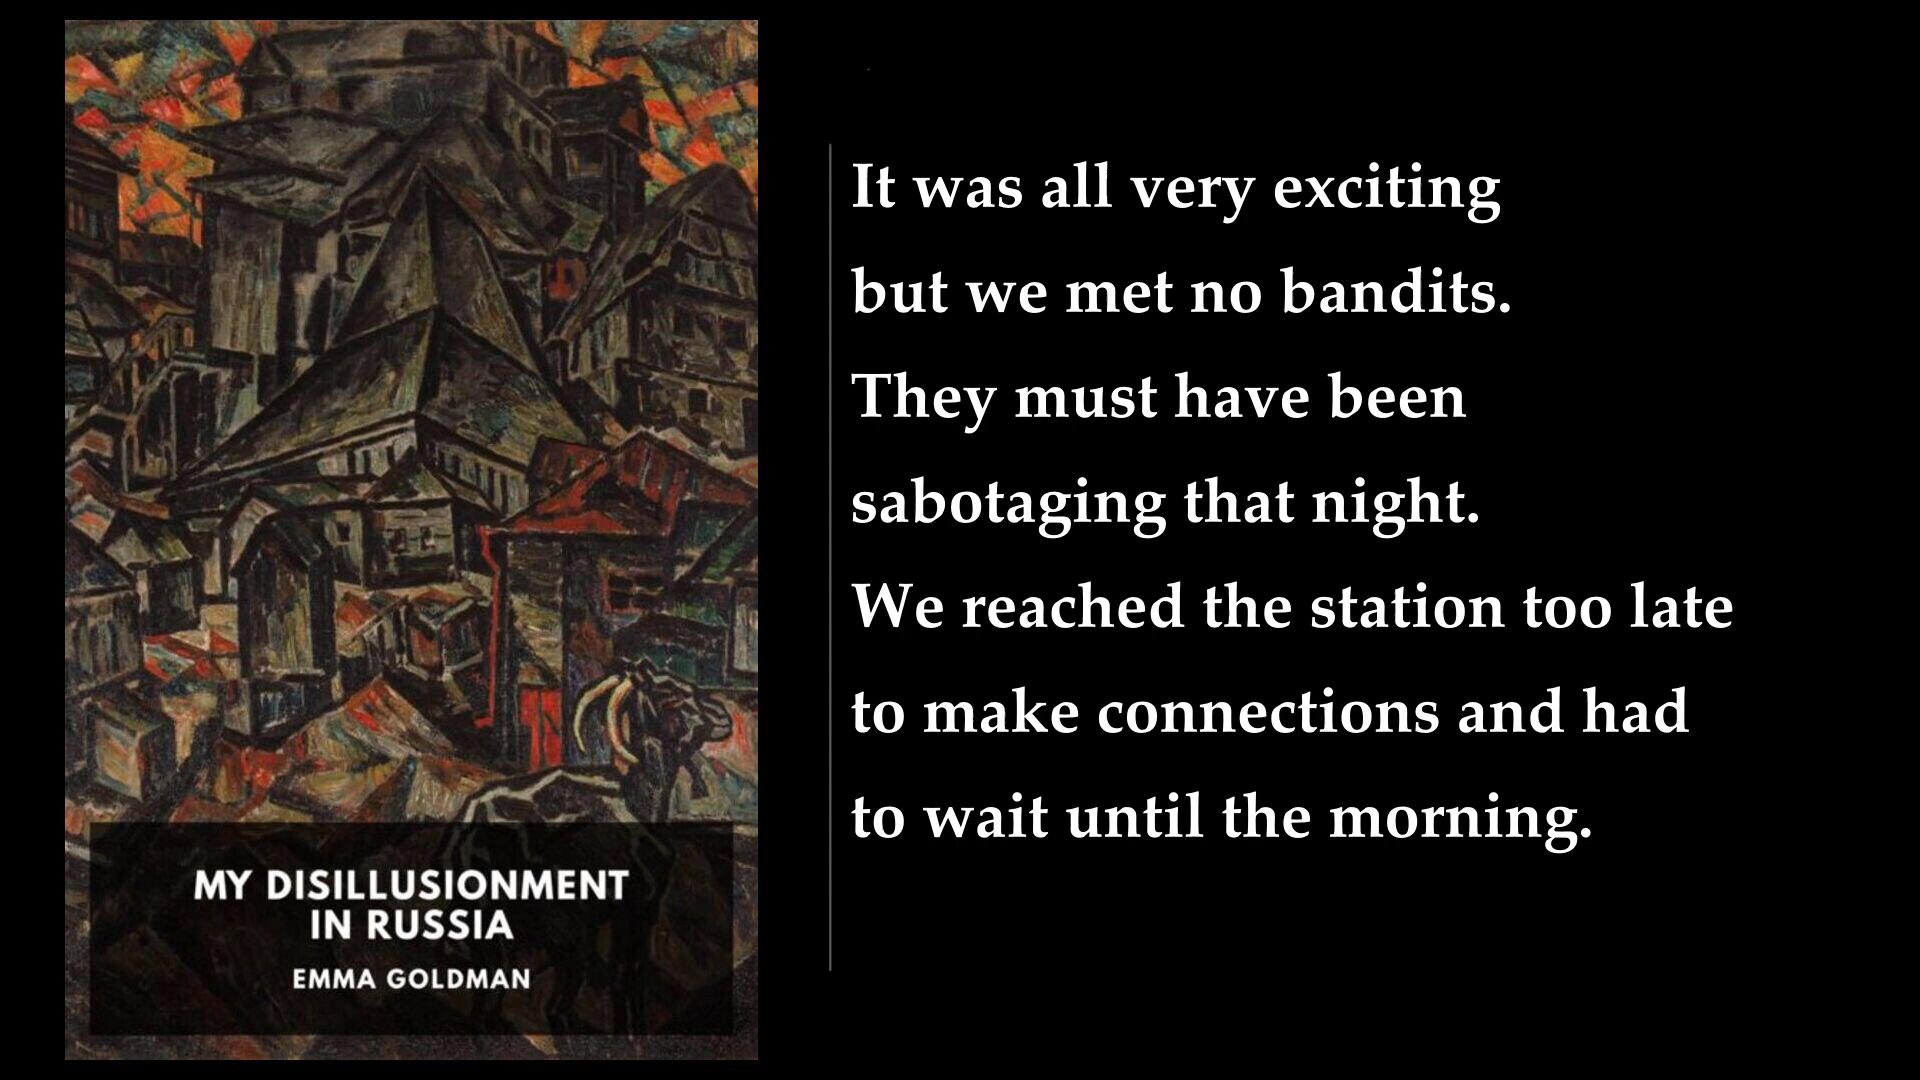 MY DISILLUSIONMENT
IN RUSSIA
EMMA GOLDMAN
It was all very exciting
but we met no bandits.
They must have been
sabotaging that night.
We reached the station too late
to make connections and had
to wait until the morning.